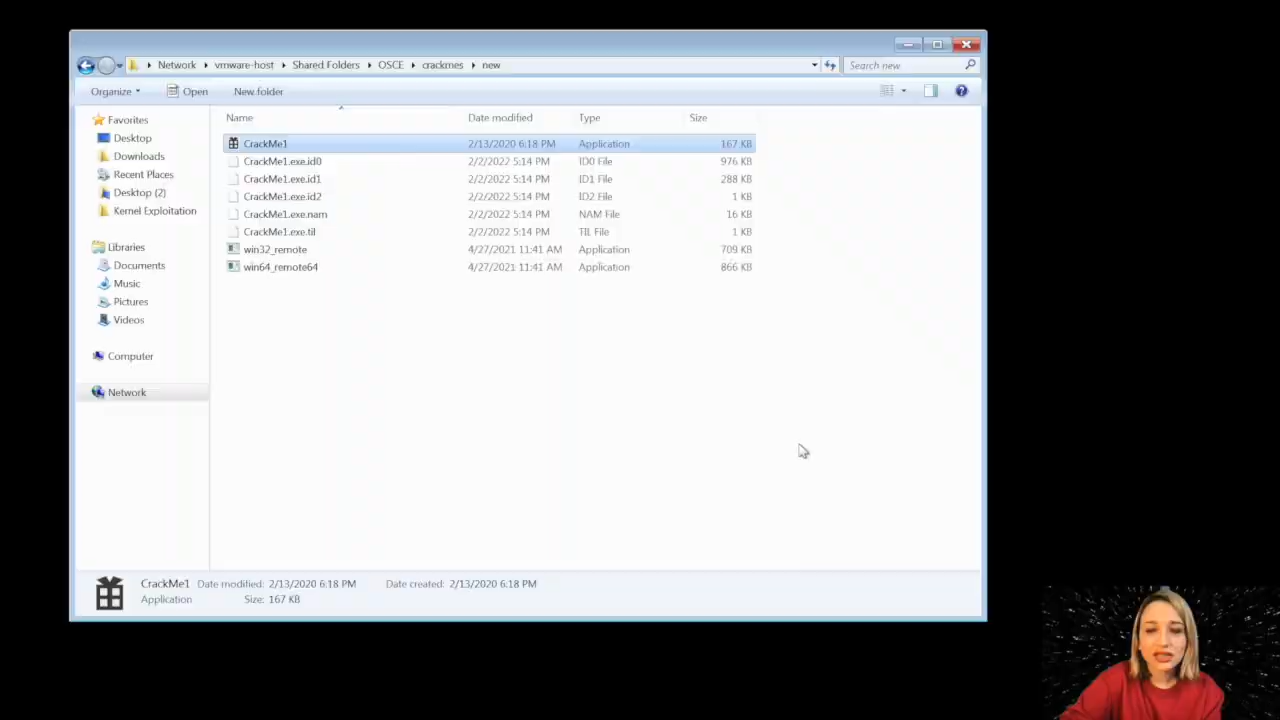 Network vmware-host Shared Folders OSCE crackmes new Search new
Organize Open New folder
Favorites
Desktop
Downloads
Recent Places
Desktop (2)
Kernel Exploitation
Libraries
Documents
Music
Pictures
Videos
Computer
Network
Name Date modified Type Size
CrackMe1 2/13/2020 6:18 PM Application 167 KB
CrackMe1.exe.id0 2/2/2022 5:14 PM ID0 File 976 KB
CrackMe1.exe.id1 2/2/2022 5:14 PM ID1 File 288 KB
CrackMe1.exe.id2 2/2/2022 5:14 PM ID2 File 1 KB
CrackMe1.exe.nam 2/2/2022 5:14 PM NAM File 16 KB
CrackMe1.exe.til 2/2/2022 5:14 PM TIL File 1 KB
win32_remote 4/27/2021 11:41 AM Application 709 KB
win64_remote64 4/27/2021 11:41 AM Application 866 KB
CrackMe1 Date modified: 2/13/2020 6:18 PM Date created: 2/13/2020 6:18 PM
Application Size: 167 KB